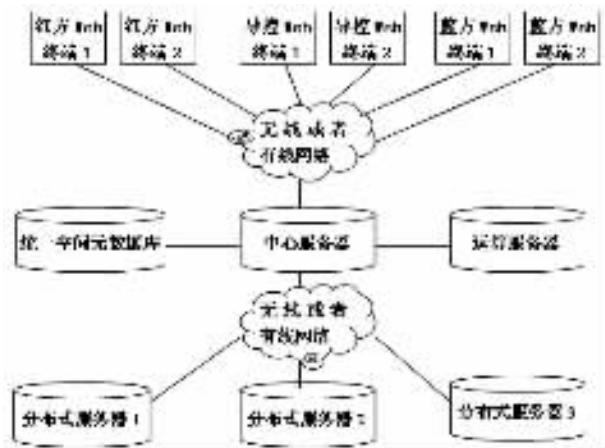 红方 Web
终端 1
红方 Web
终端 2
导控 Web
终端 1
导控 Web
终端 2
蓝方 Web
终端 1
蓝方 Web
终端 2
无线或者
有线网络
统一空间元数据库
中心服务器
运算服务器
无线或者
有线网络
分布式服务器 1
分布式服务器 2
分布式服务器 3